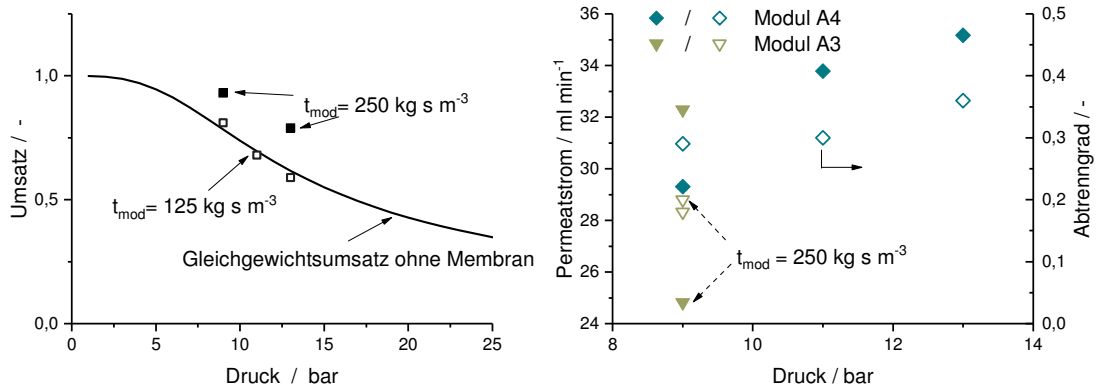 1,0
0,5
0,0
Umsatz / -
t_mod = 250 kg s m⁻³
t_mod= 125 kg s m⁻³
Gleichgewichtsumsatz ohne Membran
0 5 10 15 20 25
Druck / bar
36
34
32
30
28
26
24
Permeatstrom / ml min⁻¹
/ Modul A4
/ Modul A3
t_mod = 250 kg s m⁻³
0,5
0,4
0,3
0,2
0,1
0,0
Abtrenngrad / -
8 10 12 14
Druck / bar